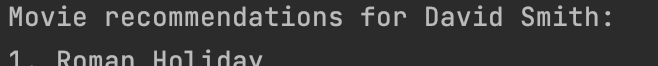 Movie recommendations for David Smith:
1. Roman Holiday